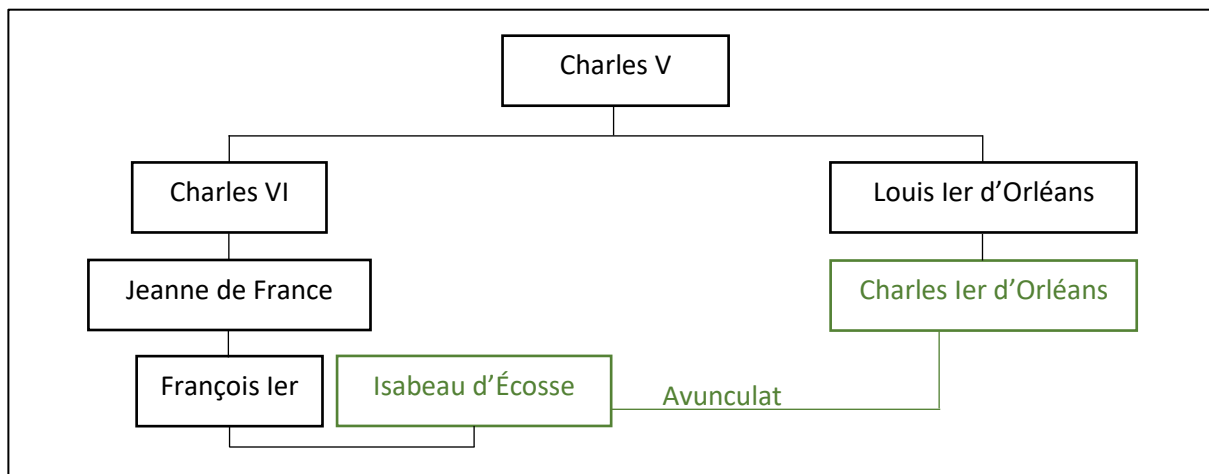 Charles V
Charles VI
Louis Ier d’Orléans
Jeanne de France
Charles Ier d’Orléans
François Ier
Isabeau d’Écosse
Avunculat